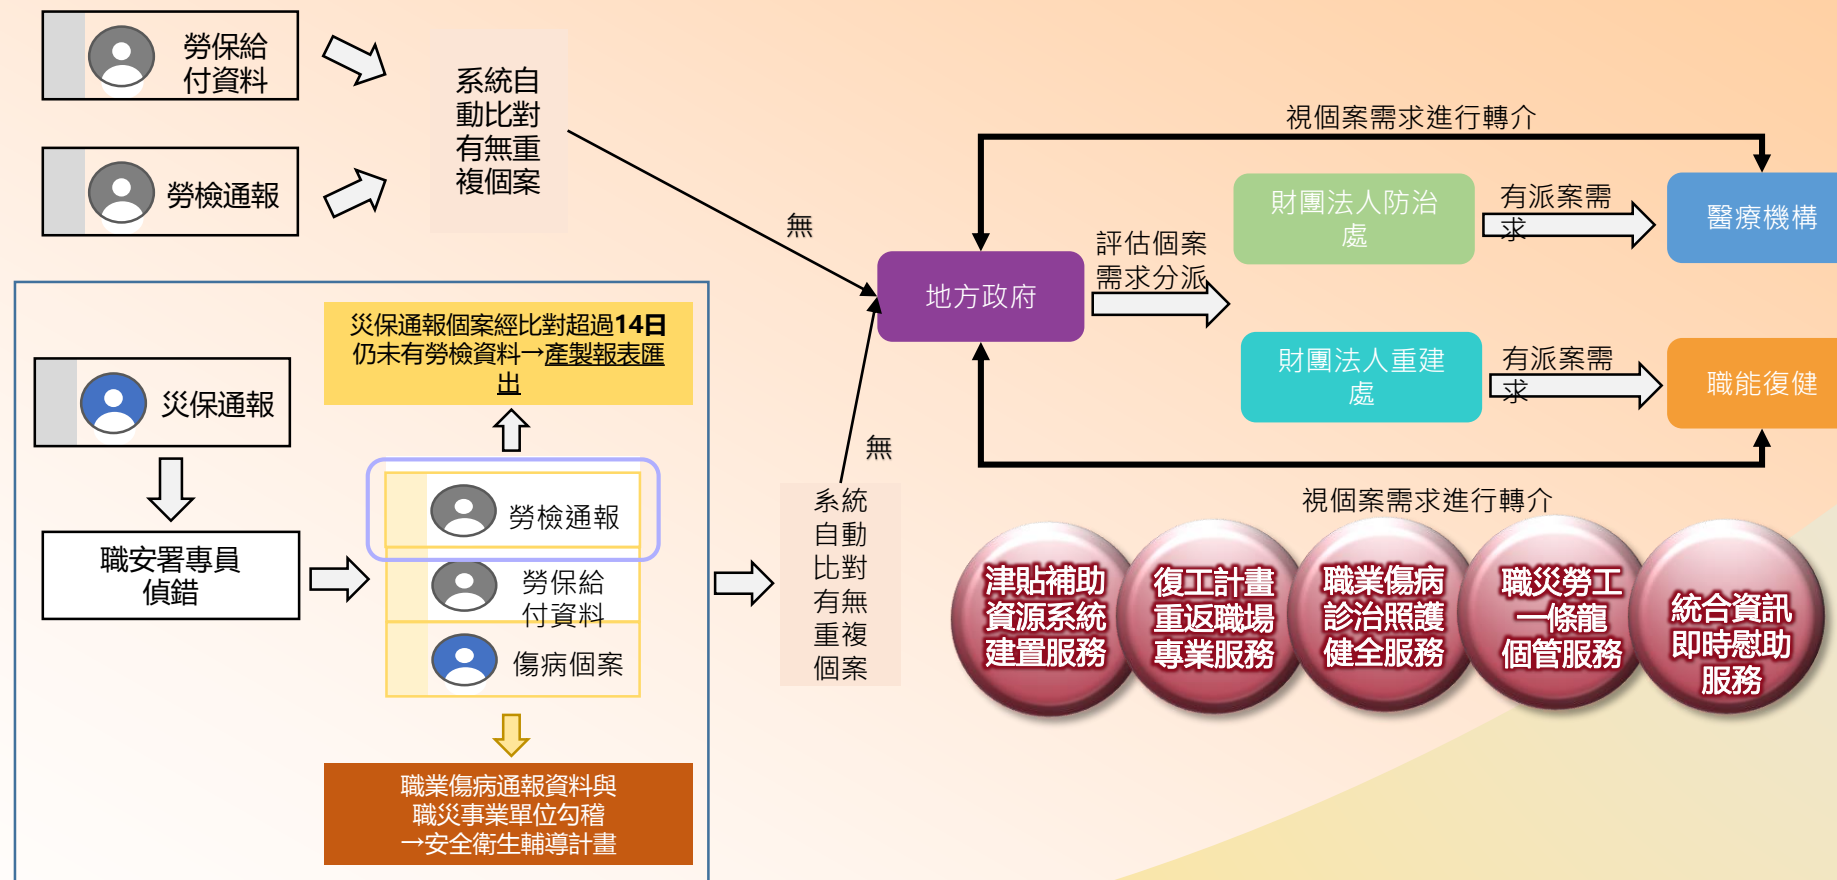 勞保給
付資料
勞檢通報
系統自
動比對
有無重
複個案
無
災保通報
職安署專員
偵錯
災保通報個案經比對超過14日
仍未有勞檢資料→產製報表匯
出
勞檢通報
勞保給
付資料
傷病個案
職業傷病通報資料與
職災事業單位勾稽
→安全衛生輔導計畫
系統
自動
比對
有無
重複
個案
無
地方政府
評估個案
需求分派
視個案需求進行轉介
財團法人防治
處
有派案需
求
醫療機構
財團法人重建
處
有派案需
求
職能復健
視個案需求進行轉介
津貼補助
資源系統
建置服務
復工計畫
重返職場
專業服務
職業傷病
診治照護
健全服務
職災勞工
一條龍
個管服務
統合資訊
即時慰助
服務